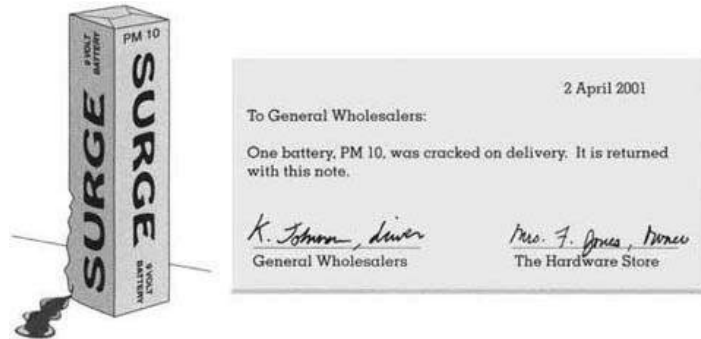 PM 10
9 VOLT
BATTERY
SURGE
SURGE
9 VOLT
BATTERY
2 April 2001
To General Wholesalers:
One battery, PM 10, was cracked on delivery. It is returned
with this note.
K. Johnson, driver
Mrs. F. Jones, Owner
General Wholesalers
The Hardware Store